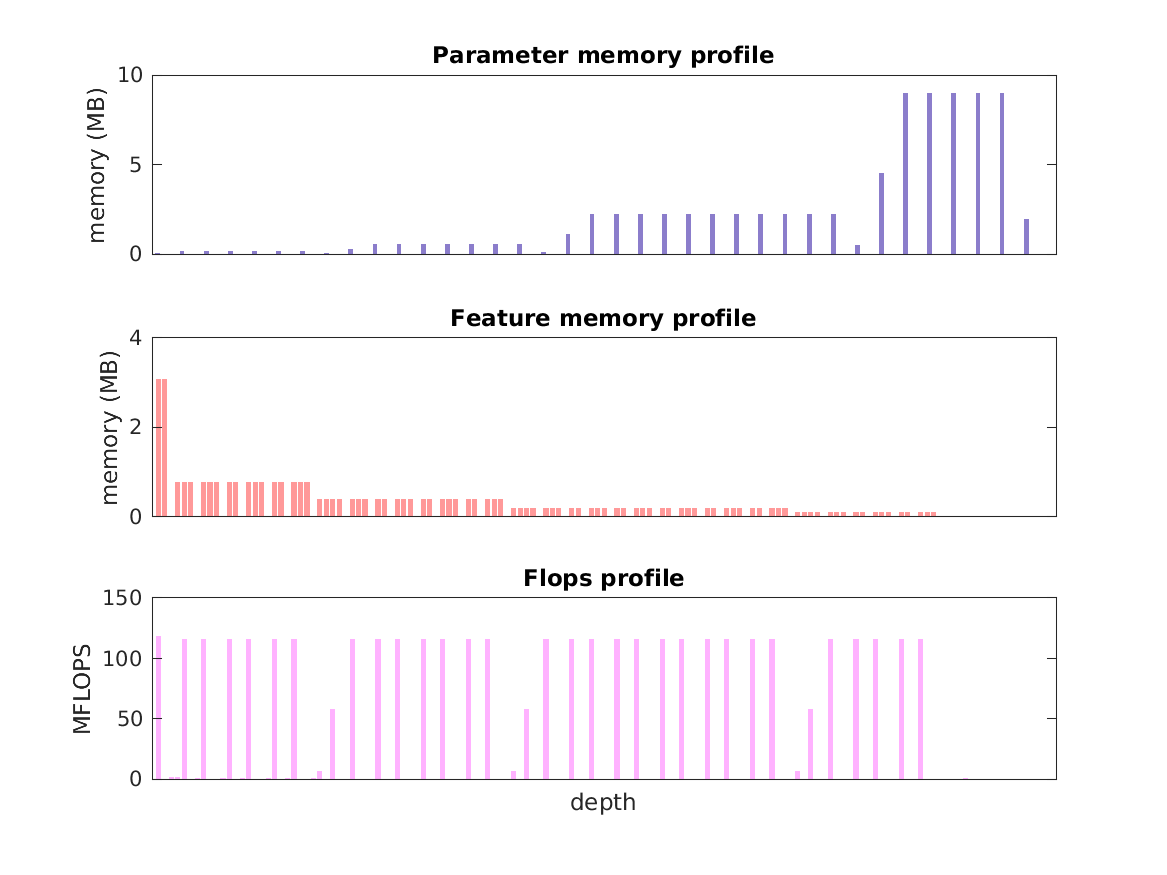 Parameter memory profile
10
5
0
memory (MB)
Feature memory profile
4
2
0
memory (MB)
Flops profile
150
100
50
0
MFLOPS
depth